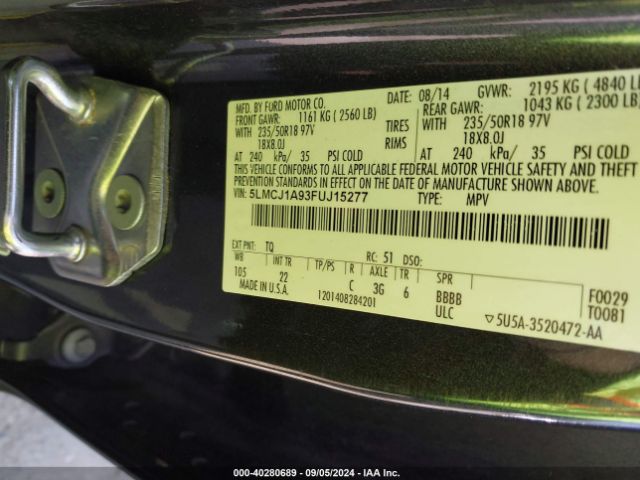 MFD. BY FORD MOTOR CO. DATE: 08/14 GVWR: 2195 KG ( 4840 LB
FRONT GAWR: 1161 KG ( 2560 LB) REAR GAWR: 1043 KG ( 2300 LB
WITH 235/50R18 97V TIRES WITH 235/50R18 97V
18X8.0J RIMS 18X8.0J
AT 240 kPa/ 35 PSI COLD AT 240 kPa/ 35 PSI COLD
THIS VEHICLE CONFORMS TO ALL APPLICABLE FEDERAL MOTOR VEHICLE SAFETY AND THEFT
PREVENTION STANDARDS IN EFFECT ON THE DATE OF MANUFACTURE SHOWN ABOVE.
VIN: 5LMCJ1A93FUJ15277 TYPE: MPV
EXT PNT: TQ RC: 51 DSO:
WB INT TR TP/PS R AXLE TR SPR
105 22 C 3G 6 BBBB F0029
MADE IN U.S.A. 1201408284201 ULC ▽5U5A-3520472-AA T0081
000-40280689 - 09/05/2024 - IAA Inc.